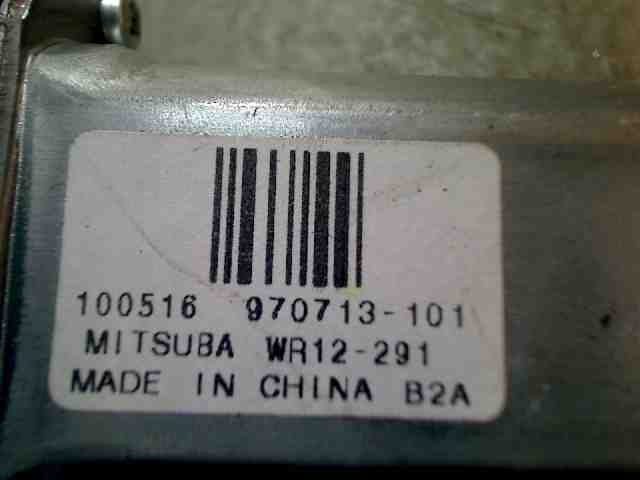 100516 970713-101
MITSUBA WR12-291
MADE IN CHINA B2A